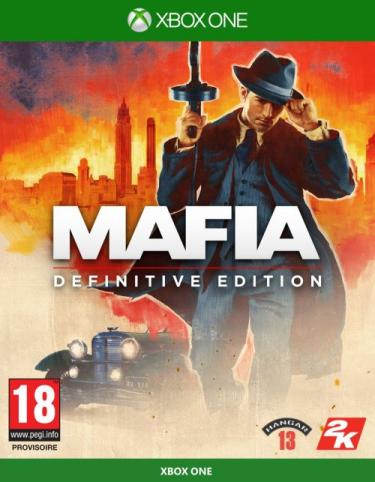 XBOX ONE
MAFIA
DEFINITIVE EDITION
18
www.pegi.info
PROVISOIRE
HANGAR
13
2K
XBOX ONE